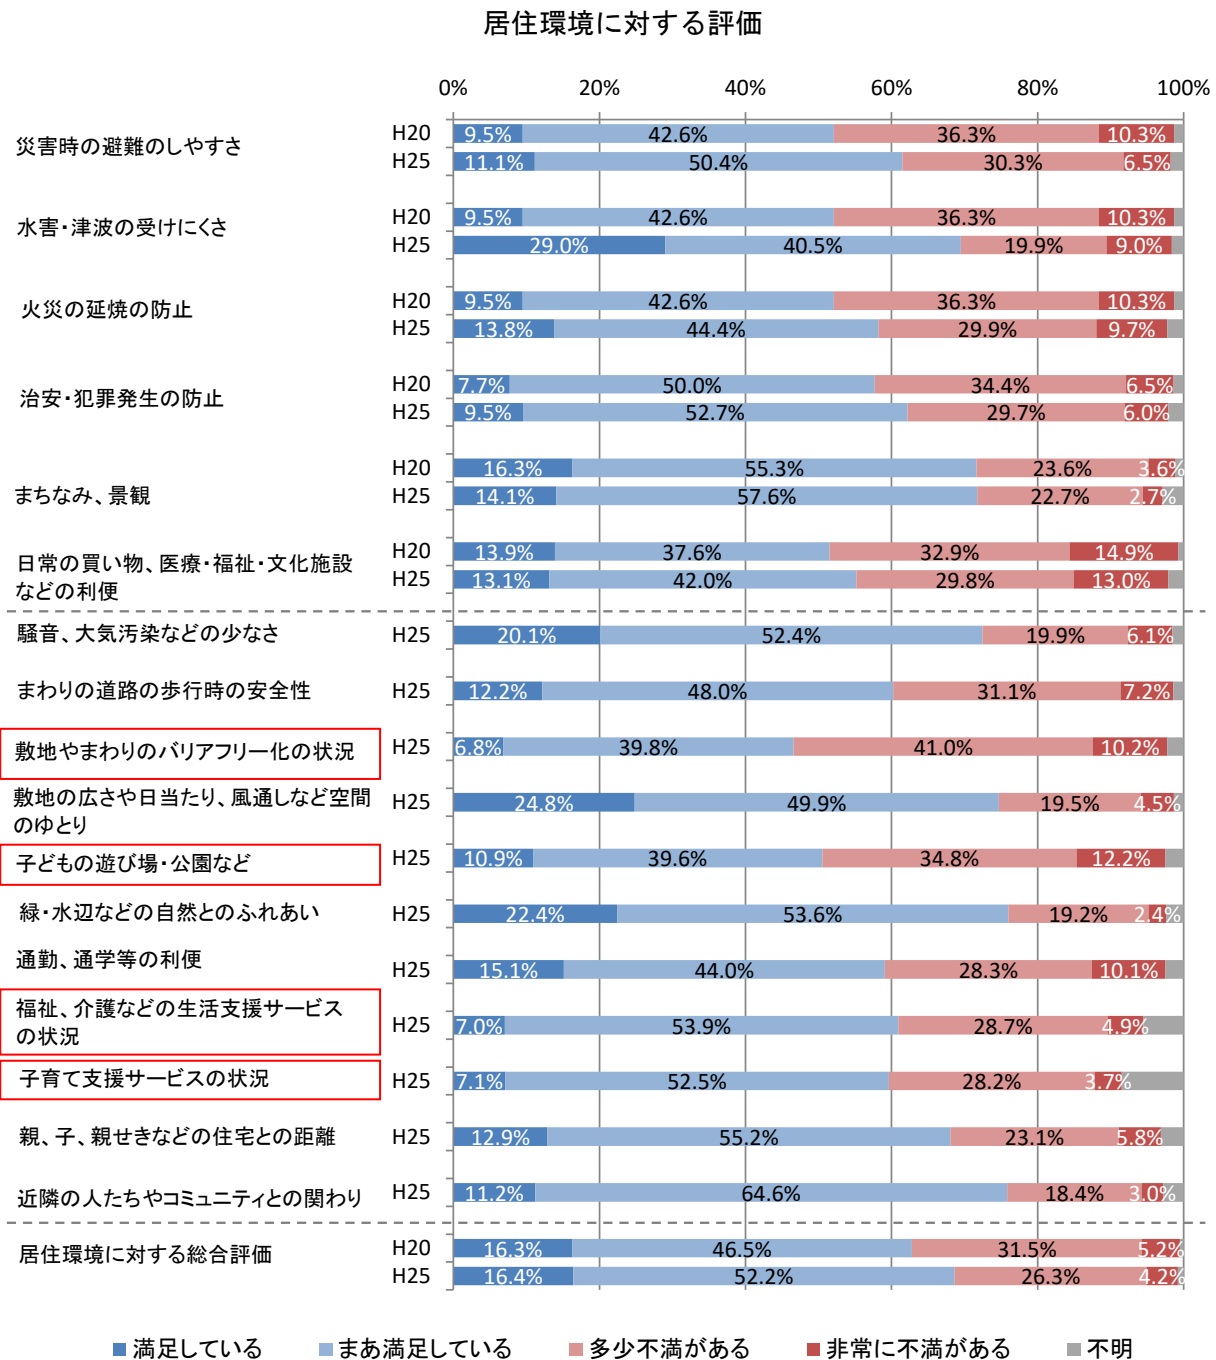 居住環境に対する評価
0% 20% 40% 60% 80% 100%
災害時の避難のしやすさ
H20 9.5% 42.6% 36.3% 10.3%
H25 11.1% 50.4% 30.3% 6.5%
水害・津波の受けにくさ
H20 9.5% 42.6% 36.3% 10.3%
H25 29.0% 40.5% 19.9% 9.0%
火災の延焼の防止
H20 9.5% 42.6% 36.3% 10.3%
H25 13.8% 44.4% 29.9% 9.7%
治安・犯罪発生の防止
H20 7.7% 50.0% 34.4% 6.5%
H25 9.5% 52.7% 29.7% 6.0%
まちなみ、景観
H20 16.3% 55.3% 23.6% 3.6%
H25 14.1% 57.6% 22.7% 2.7%
日常の買い物、医療・福祉・文化施設
などの利便
H20 13.9% 37.6% 32.9% 14.9%
H25 13.1% 42.0% 29.8% 13.0%
騒音、大気汚染などの少なさ
H25 20.1% 52.4% 19.9% 6.1%
まわりの道路の歩行時の安全性
H25 12.2% 48.0% 31.1% 7.2%
敷地やまわりのバリアフリー化の状況
H25 6.8% 39.8% 41.0% 10.2%
敷地の広さや日当たり、風通しなど空間
のゆとり
H25 24.8% 49.9% 19.5% 4.5%
子どもの遊び場・公園など
H25 10.9% 39.6% 34.8% 12.2%
緑・水辺などの自然とのふれあい
H25 22.4% 53.6% 19.2% 2.4%
通勤、通学等の利便
H25 15.1% 44.0% 28.3% 10.1%
福祉、介護などの生活支援サービス
の状況
H25 7.0% 53.9% 28.7% 4.9%
子育て支援サービスの状況
H25 7.1% 52.5% 28.2% 3.7%
親、子、親せきなどの住宅との距離
H25 12.9% 55.2% 23.1% 5.8%
近隣の人たちやコミュニティとの関わり
H25 11.2% 64.6% 18.4% 3.0%
居住環境に対する総合評価
H20 16.3% 46.5% 31.5% 5.2%
H25 16.4% 52.2% 26.3% 4.2%
満足している まあ満足している 多少不満がある 非常に不満がある 不明